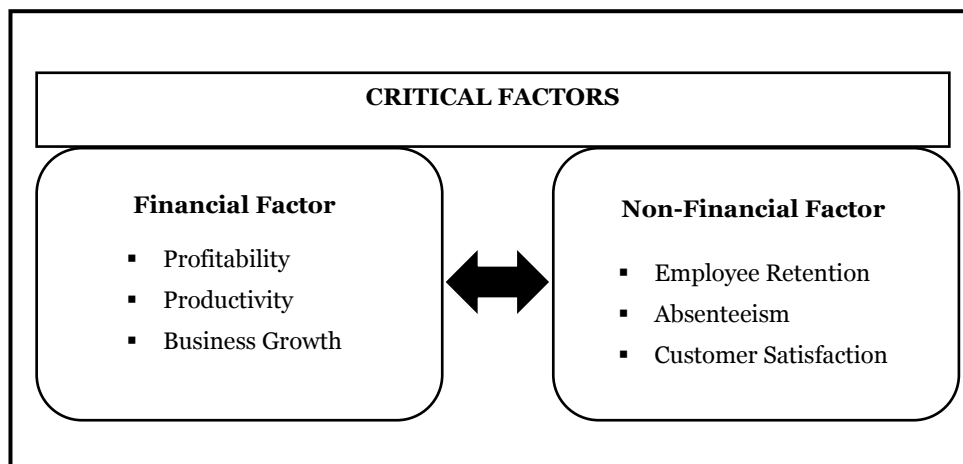 CRITICAL FACTORS
Financial Factor
▪ Profitability
▪ Productivity
▪ Business Growth
Non-Financial Factor
▪ Employee Retention
▪ Absenteeism
▪ Customer Satisfaction